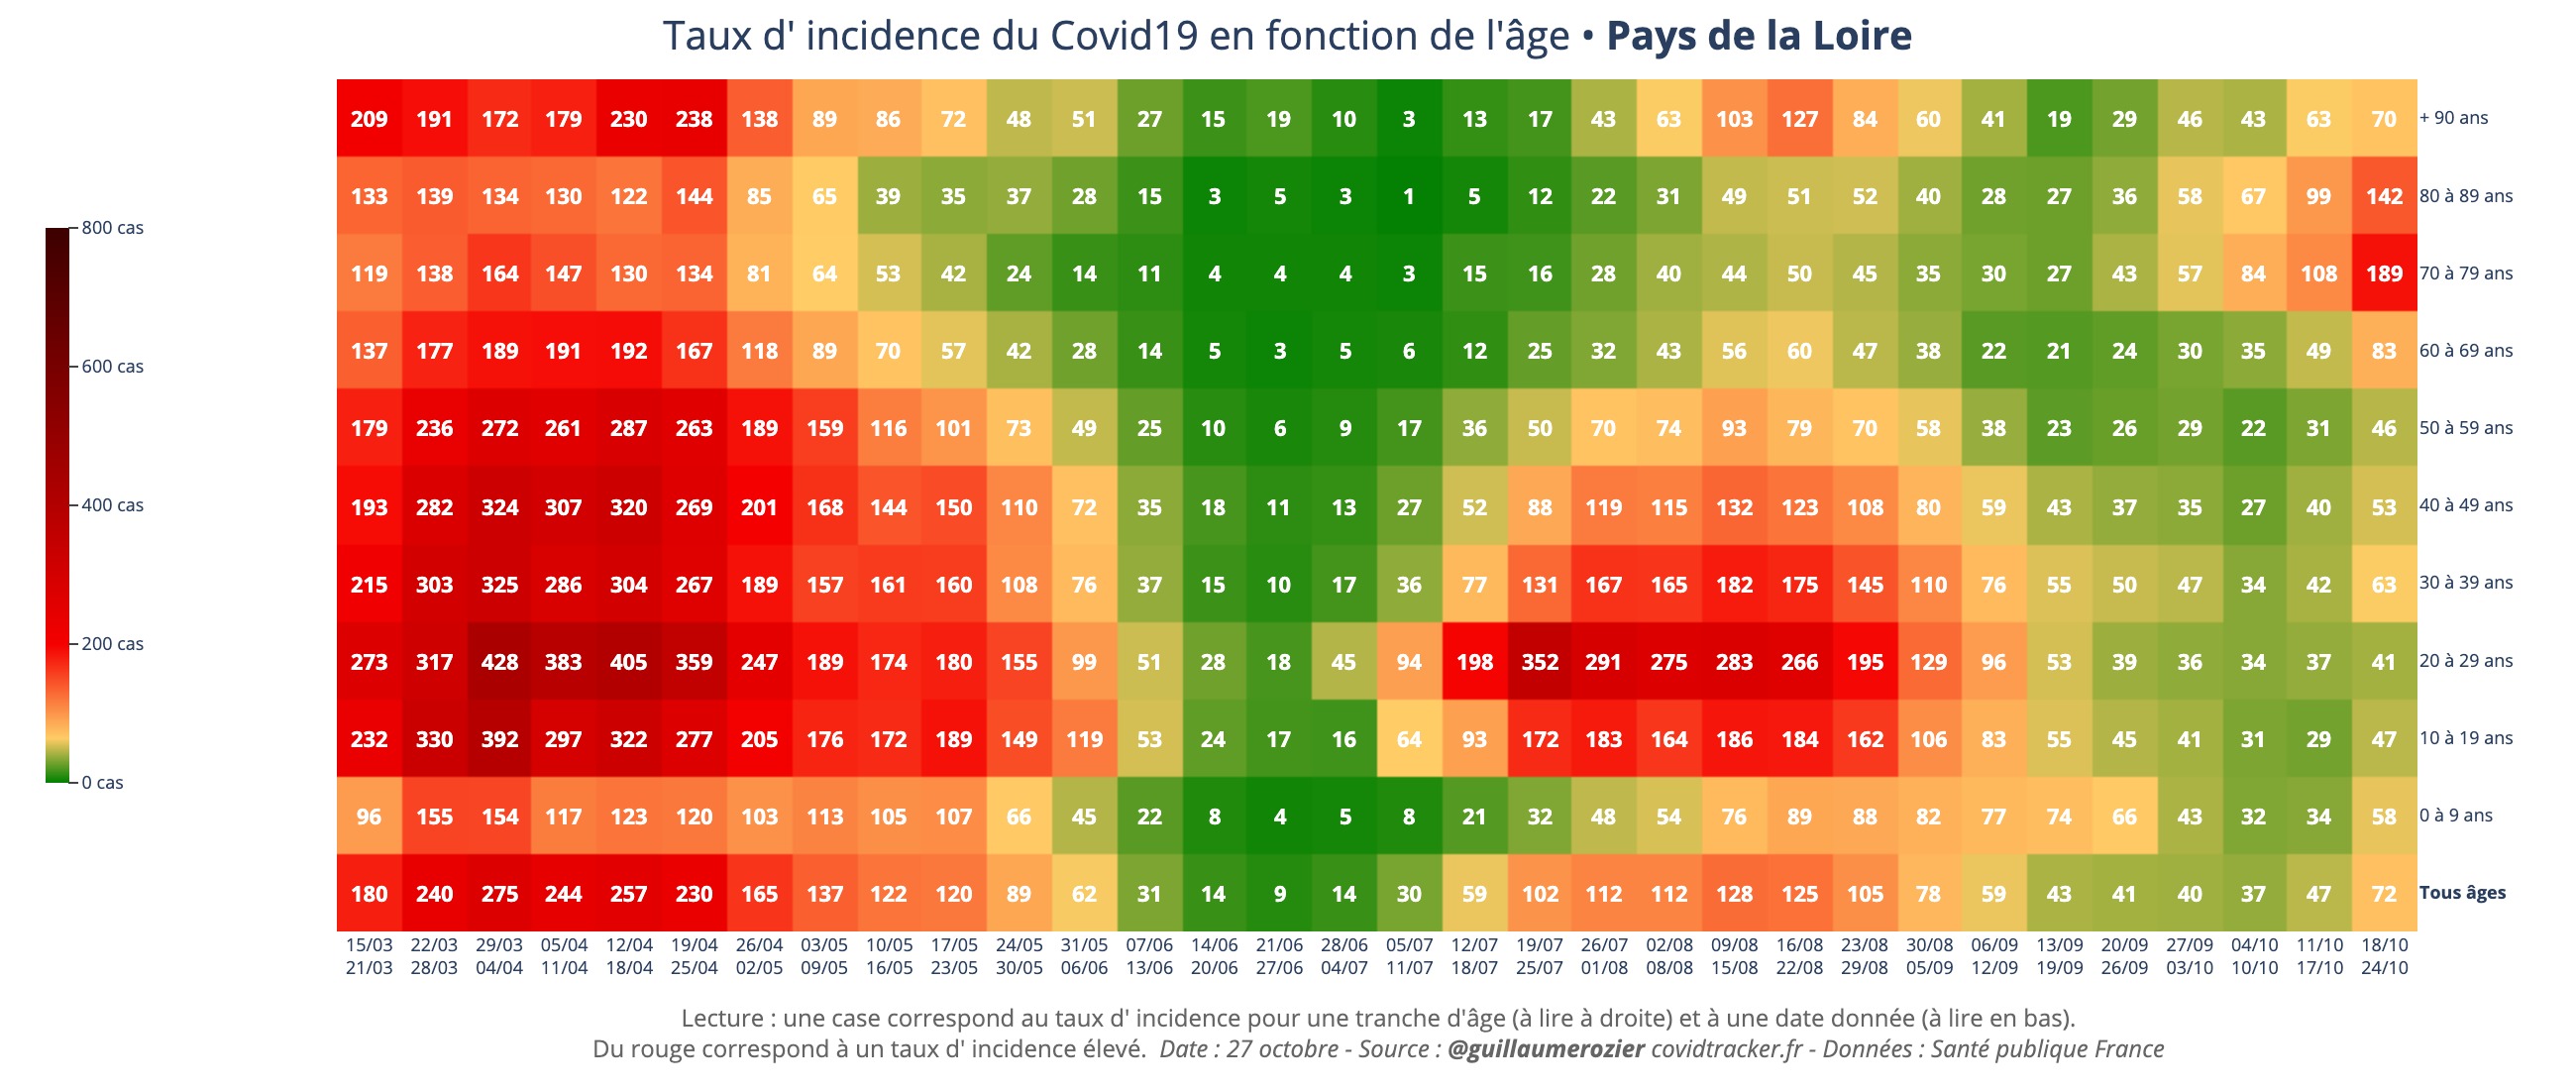 Taux d' incidence du Covid19 en fonction de l'âge • Pays de la Loire
800 cas
600 cas
400 cas
200 cas
0 cas
209 191 172 179 230 238 138 89 86 72 48 51 27 15 19 10 3 13 17 43 63 103 127 84 60 41 19 29 46 43 63 70 + 90 ans
133 139 134 130 122 144 85 65 39 35 37 28 15 3 5 3 1 5 12 22 31 49 51 52 40 28 27 36 58 67 99 142 80 à 89 ans
119 138 164 147 130 134 81 64 53 42 24 14 11 4 4 4 3 15 16 28 40 44 50 45 35 30 27 43 57 84 108 189 70 à 79 ans
137 177 189 191 192 167 118 89 70 57 42 28 14 5 3 5 6 12 25 32 43 56 60 47 38 22 21 24 30 35 49 83 60 à 69 ans
179 236 272 261 287 263 189 159 116 101 73 49 25 10 6 9 17 36 50 70 74 93 79 70 58 38 23 26 29 22 31 46 50 à 59 ans
193 282 324 307 320 269 201 168 144 150 110 72 35 18 11 13 27 52 88 119 115 132 123 108 80 59 43 37 35 27 40 53 40 à 49 ans
215 303 325 286 304 267 189 157 161 160 108 76 37 15 10 17 36 77 131 167 165 182 175 145 110 76 55 50 47 34 42 63 30 à 39 ans
273 317 428 383 405 359 247 189 174 180 155 99 51 28 18 45 94 198 352 291 275 283 266 195 129 96 53 39 36 34 37 41 20 à 29 ans
232 330 392 297 322 277 205 176 172 189 149 119 53 24 17 16 64 93 172 183 164 186 184 162 106 83 55 45 41 31 29 47 10 à 19 ans
96 155 154 117 123 120 103 113 105 107 66 45 22 8 4 5 8 21 32 48 54 76 89 88 82 77 74 66 43 32 34 58 0 à 9 ans
180 240 275 244 257 230 165 137 122 120 89 62 31 14 9 14 30 59 102 112 112 128 125 105 78 59 43 41 40 37 47 72 Tous âges
15/03 22/03 29/03 05/04 12/04 19/04 26/04 03/05 10/05 17/05 24/05 31/05 07/06 14/06 21/06 28/06 05/07 12/07 19/07 26/07 02/08 09/08 16/08 23/08 30/08 06/09 13/09 20/09 27/09 04/10 11/10 18/10
21/03 28/03 04/04 11/04 18/04 25/04 02/05 09/05 16/05 23/05 30/05 06/06 13/06 20/06 27/06 04/07 11/07 18/07 25/07 01/08 08/08 15/08 22/08 29/08 05/09 12/09 19/09 26/09 03/10 10/10 17/10 24/10
Lecture : une case correspond au taux d' incidence pour une tranche d'âge (à lire à droite) et à une date donnée (à lire en bas).
Du rouge correspond à un taux d' incidence élevé. Date : 27 octobre - Source : @guillaumerozier covidtracker.fr - Données : Santé publique France